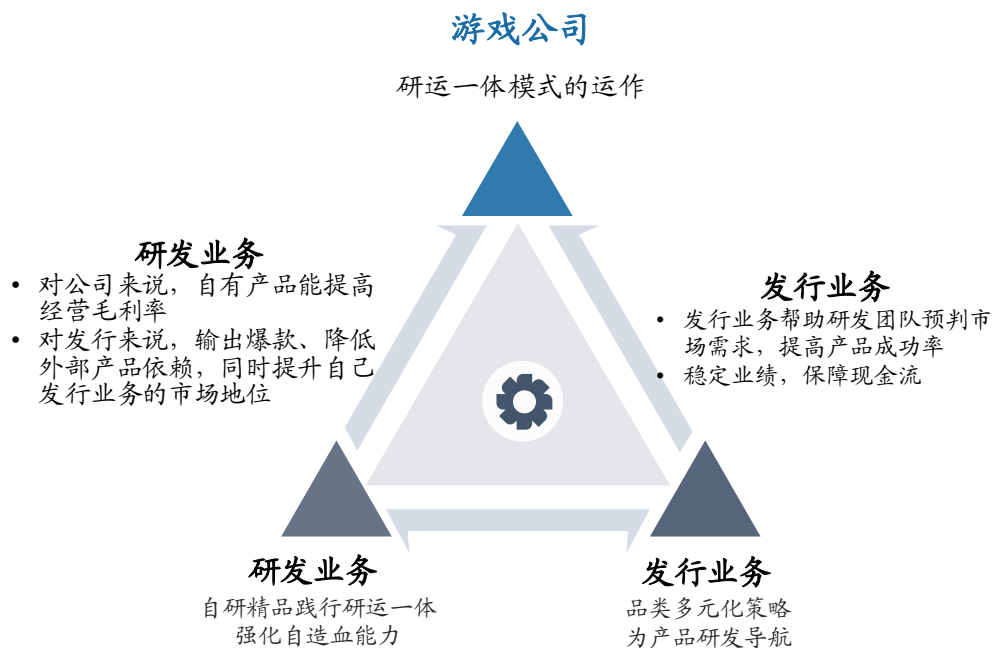 游戏公司
研运一体模式的运作
研发业务
• 对公司来说，自有产品能提高
经营毛利率
• 对发行来说，输出爆款、降低
外部产品依赖，同时提升自己
发行业务的市场地位
发行业务
• 发行业务帮助研发团队预判市
场需求，提高产品成功率
• 稳定业绩，保障现金流
研发业务
自研精品践行研运一体
强化自造血能力
发行业务
品类多元化策略
为产品研发导航